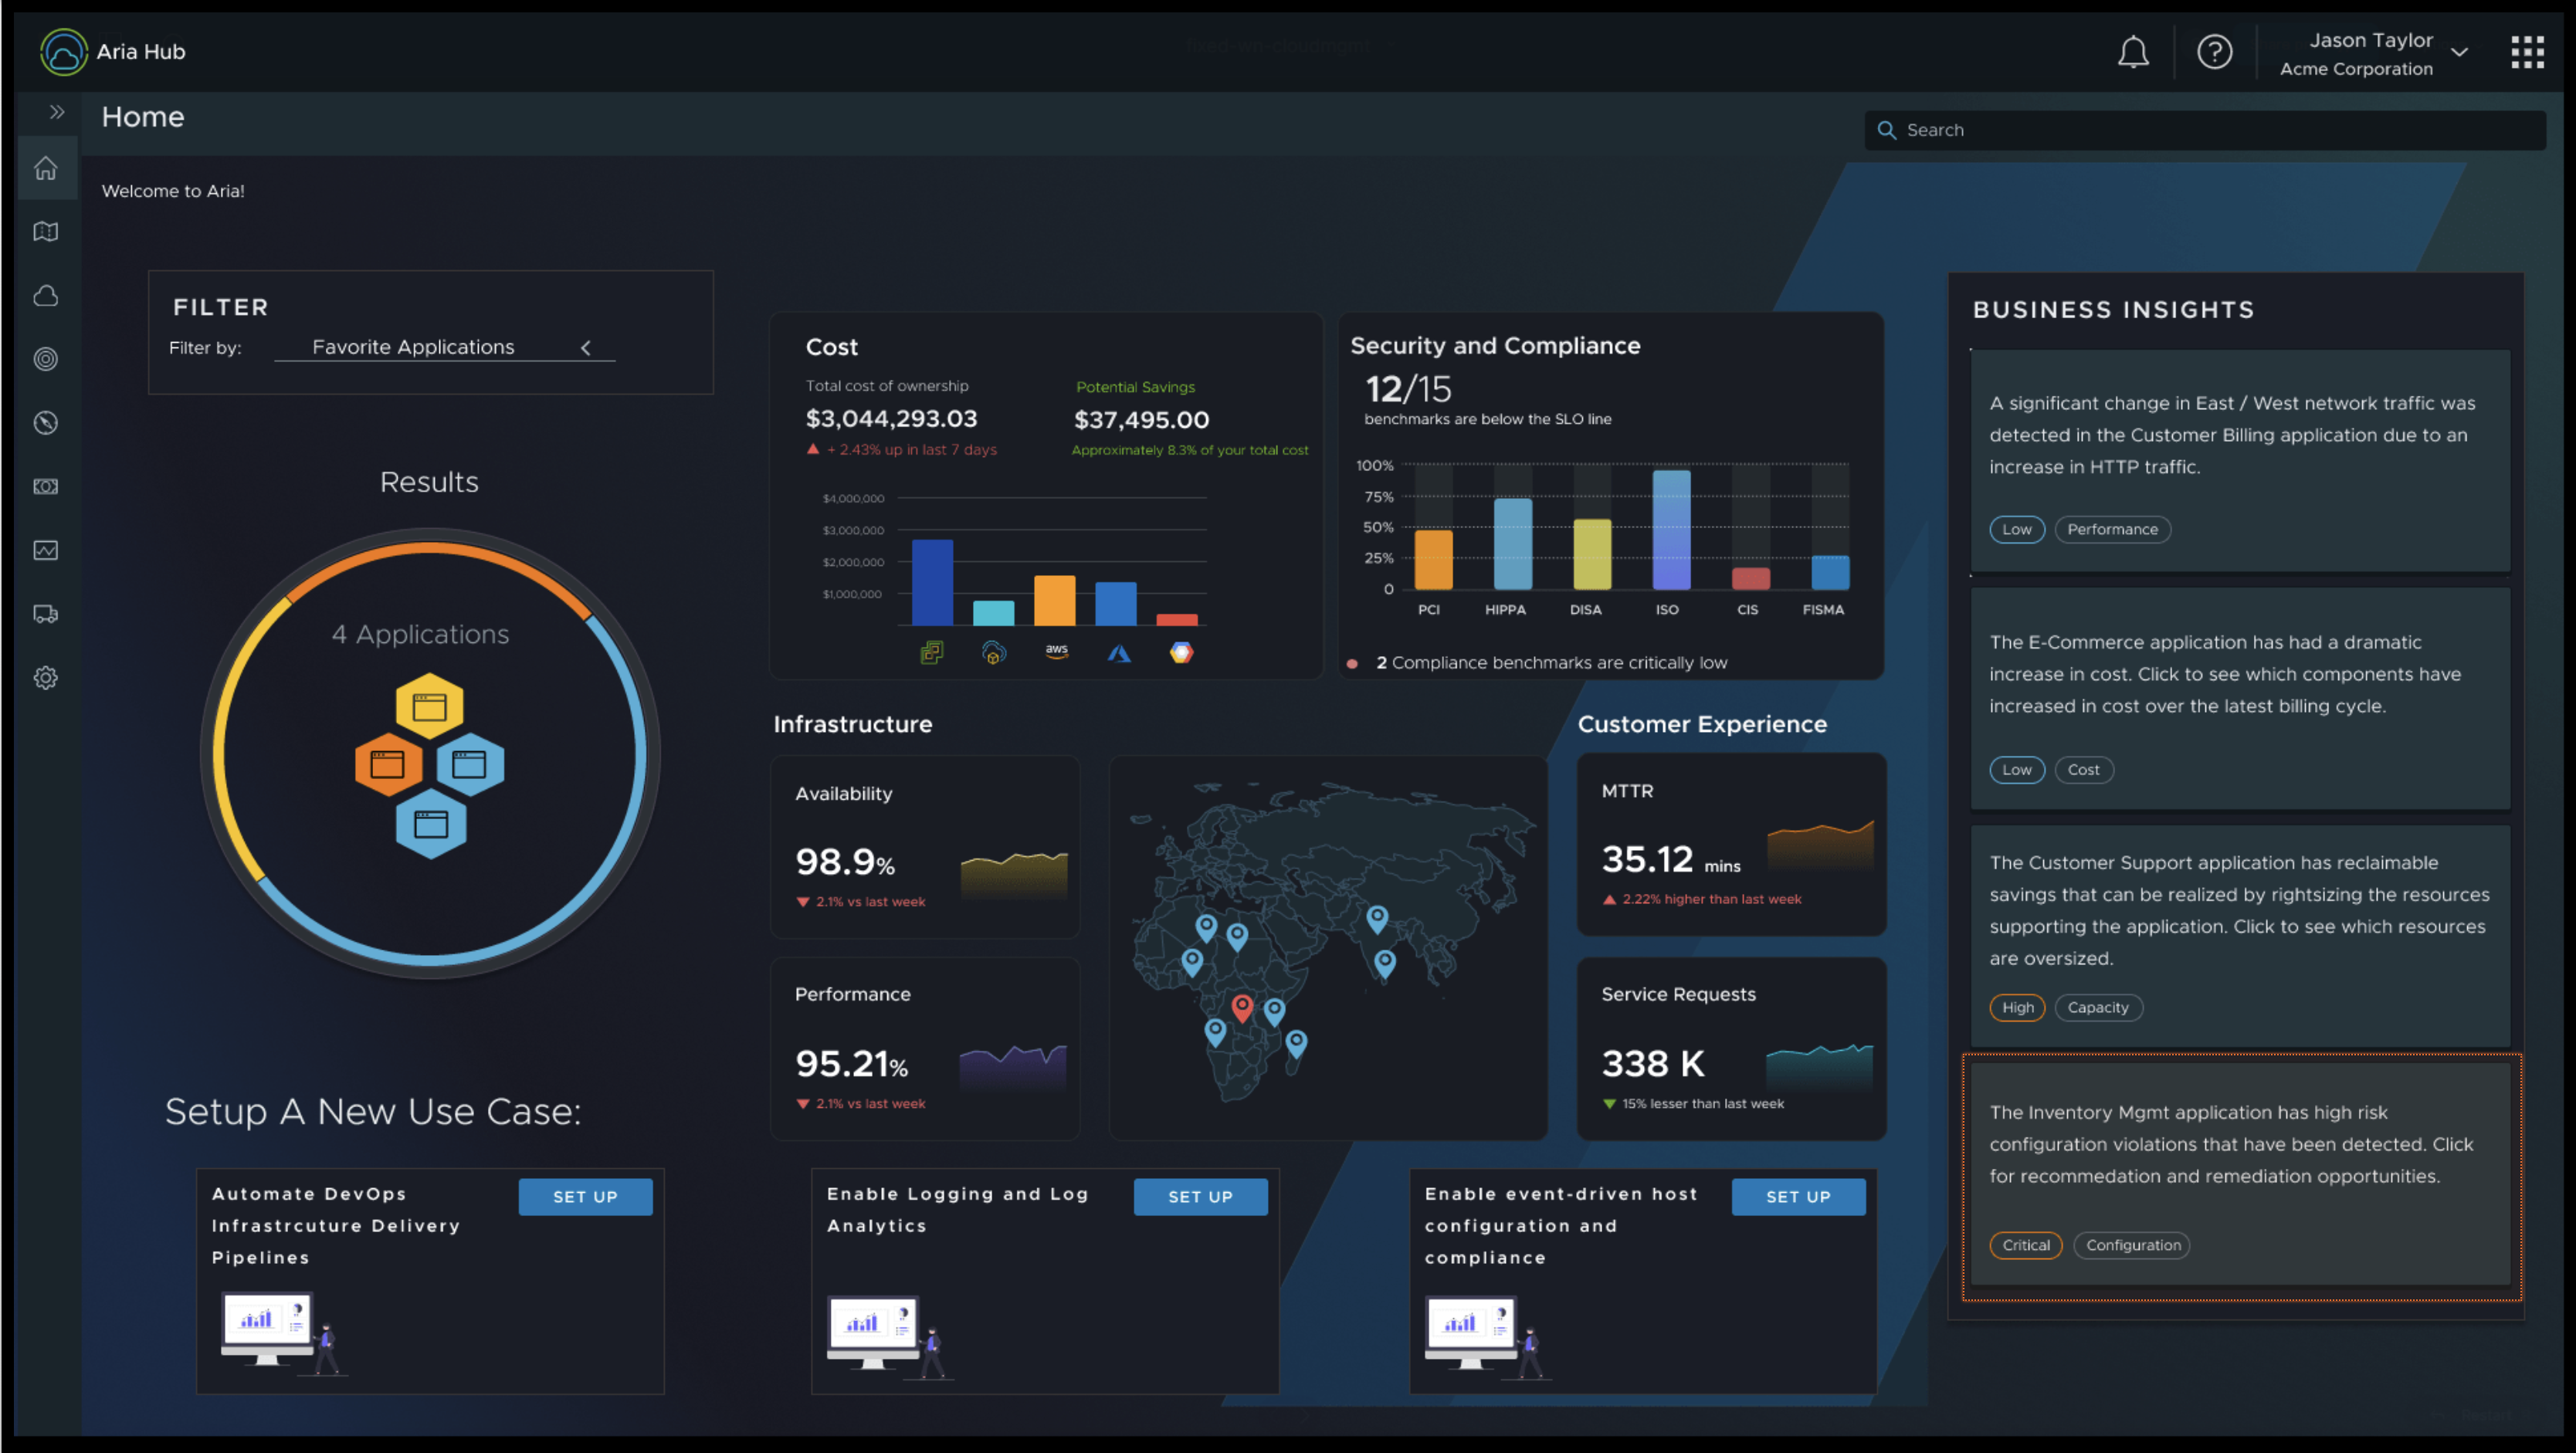 Aria Hub
Jason Taylor
Acme Corporation
Home
Search
Welcome to Aria!
FILTER
Filter by: Favorite Applications
Results
4 Applications
Cost
Total cost of ownership
$3,044,293.03
+ 2.43% up in last 7 days
Potential Savings
$37,495.00
Approximately 8.3% of your total cost
$4,000,000
$3,000,000
$2,000,000
$1,000,000
aws
Security and Compliance
12/15
benchmarks are below the SLO line
100%
75%
50%
25%
0
PCI HIPPA DISA ISO CIS FISMA
2 Compliance benchmarks are critically low
Infrastructure
Availability
98.9%
2.1% vs last week
Performance
95.21%
2.1% vs last week
Customer Experience
MTTR
35.12 mins
2.22% higher than last week
Service Requests
338 K
15% lesser than last week
BUSINESS INSIGHTS
A significant change in East / West network traffic was
detected in the Customer Billing application due to an
increase in HTTP traffic.
Low Performance
The E-Commerce application has had a dramatic
increase in cost. Click to see which components have
increased in cost over the latest billing cycle.
Low Cost
The Customer Support application has reclaimable
savings that can be realized by rightsizing the resources
supporting the application. Click to see which resources
are oversized.
High Capacity
The Inventory Mgmt application has high risk
configuration violations that have been detected. Click
for recommedation and remediation opportunities.
Critical Configuration
Setup A New Use Case:
Automate DevOps
Infrastrcuture Delivery
Pipelines
SET UP
Enable Logging and Log
Analytics
SET UP
Enable event-driven host
configuration and
compliance
SET UP